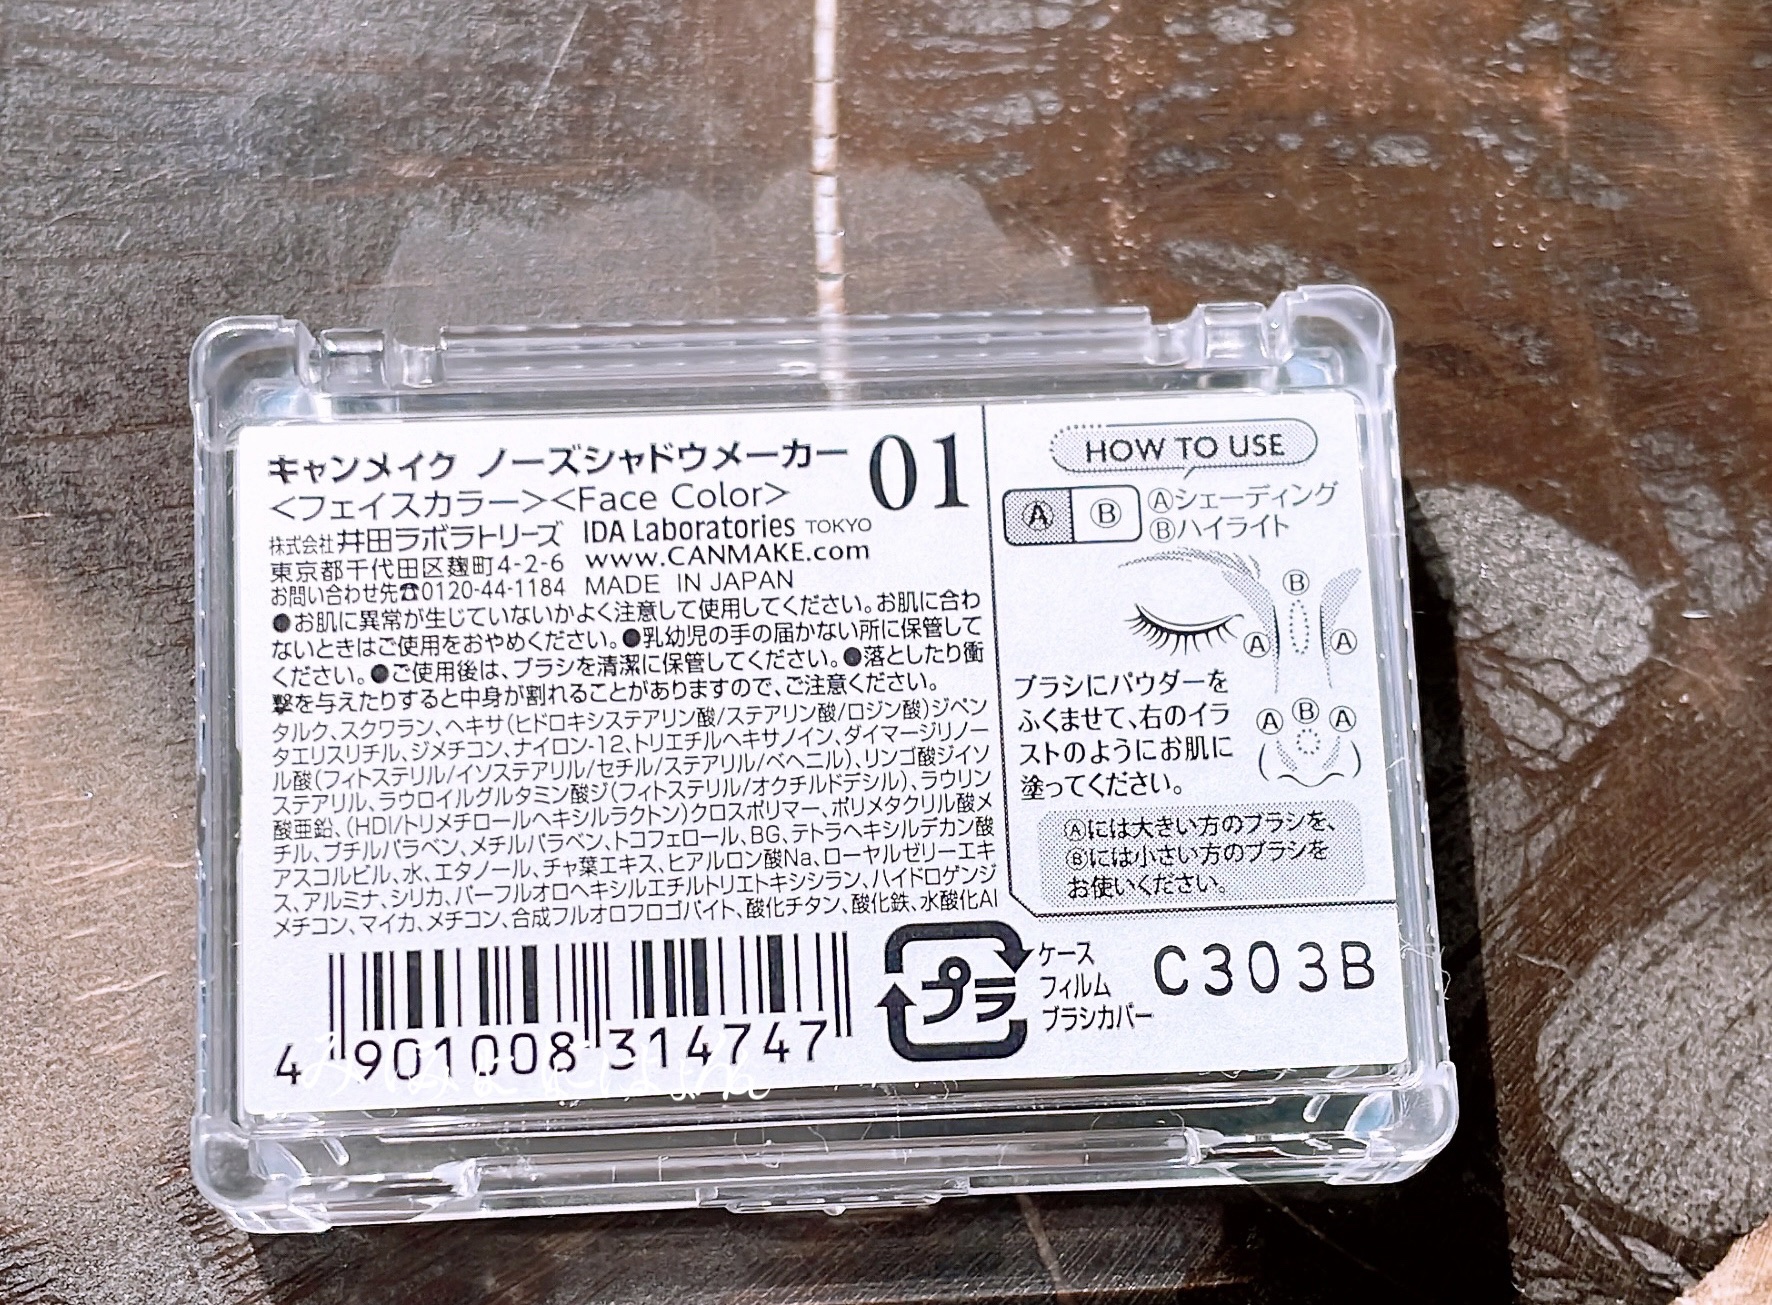 キャンメイク ノーズシャドウメーカー 01
<フェイスカラー><Face Color>
株式会社井田ラボラトリーズ IDA Laboratories TOKYO
東京都千代田区麹町4-2-6 www.CANMAKE.com
お問い合わせ先☎0120-44-1184 MADE IN JAPAN
●お肌に異常が生じていないかよく注意して使用してください。お肌に合わ
ないときはご使用をおやめください。●乳幼児の手の届かない所に保管して
ください。●ご使用後は、ブラシを清潔に保管してください。●落としたり衝
撃を与えたりすると中身が割れることがありますので、ご注意ください。
タルク、スクワラン、ヘキサ(ヒドロキシステアリン酸/ステアリン酸/ロジン酸)ジペン
タエリスリチル、ジメチコン、ナイロン-12、トリエチルヘキサノイン、ダイマージリノー
ル酸(フィトステリル/イソステアリル/セチル/ステアリル/ベヘニル)、リンゴ酸ジイソ
ステアリル、ラウロイルグルタミン酸ジ(フィトステリル/オクチルドデシル)、ラウリン
酸亜鉛、(HDI/トリメチロールヘキシルラクトン)クロスポリマー、ポリメタクリル酸メ
チル、ブチルパラベン、メチルパラベン、トコフェロール、BG、テトラヘキシルデカン酸
アスコルビル、水、エタノール、チャ葉エキス、ヒアルロン酸Na、ローヤルゼリーエキ
ス、アルミナ、シリカ、パーフルオロヘキシルエチルトリエトキシシラン、ハイドロゲンジ
メチコン、マイカ、メチコン、合成フルオロフロゴパイト、酸化チタン、酸化鉄、水酸化Al
4 901008 314747
プラ
ケース
フィルム
ブラシカバー
C303B
HOW TO USE
Ⓐ Ⓑ Ⓐシェーディング
Ⓑハイライト
Ⓑ
Ⓐ Ⓐ
ブラシにパウダーを
ふくませて、右のイラ
ストのようにお肌に
塗ってください。
Ⓐ Ⓑ Ⓐ
Ⓐには大きい方のブラシを、
Ⓑには小さい方のブラシを
お使いください。